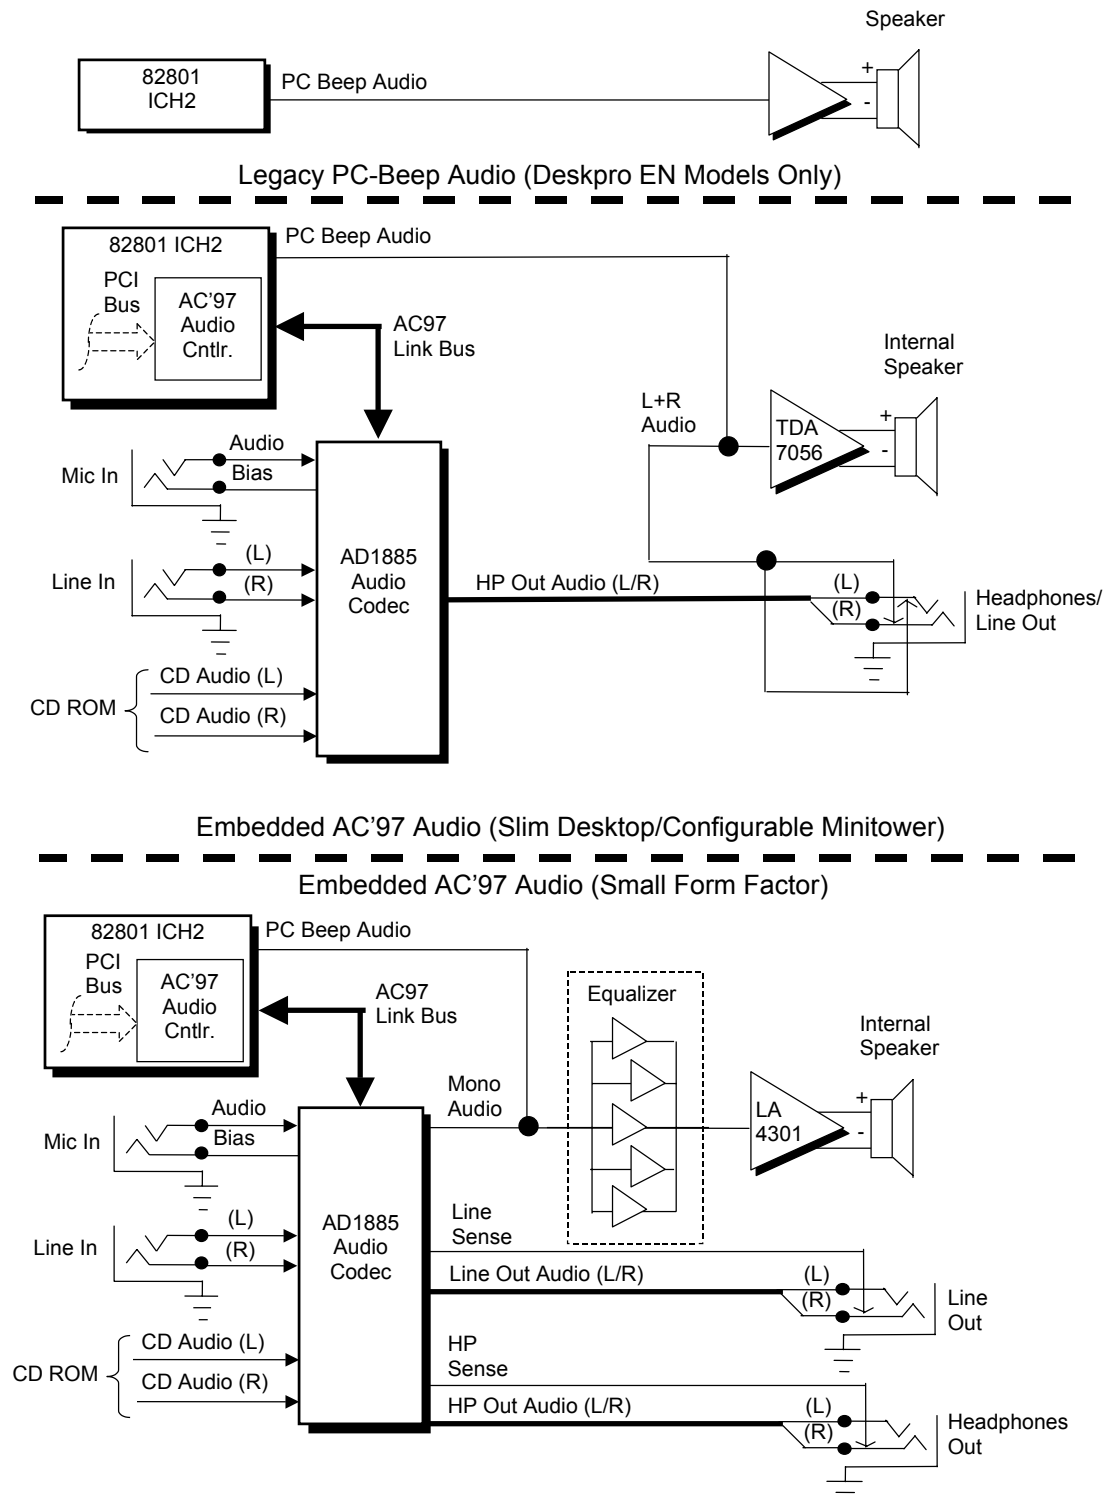 Speaker
82801
ICH2
PC Beep Audio
+
-
Legacy PC-Beep Audio (Deskpro EN Models Only)
82801 ICH2
PC Beep Audio
PCI
Bus
AC'97
Audio
Cntlr.
AC97
Link Bus
Internal
Speaker
L+R
Audio
TDA
7056
+
-
Mic In
Audio
Bias
Line In
(L)
(R)
AD1885
Audio
Codec
HP Out Audio (L/R)
(L)
(R)
Headphones/
Line Out
CD ROM
CD Audio (L)
CD Audio (R)
Embedded AC'97 Audio (Slim Desktop/Configurable Minitower)
Embedded AC'97 Audio (Small Form Factor)
82801 ICH2
PC Beep Audio
PCI
Bus
AC'97
Audio
Cntlr.
AC97
Link Bus
Equalizer
Internal
Speaker
Mono
Audio
LA
4301
+
-
Mic In
Audio
Bias
Line In
(L)
(R)
AD1885
Audio
Codec
Line
Sense
Line Out Audio (L/R)
(L)
(R)
Line
Out
CD ROM
CD Audio (L)
CD Audio (R)
HP
Sense
HP Out Audio (L/R)
(L)
(R)
Headphones
Out